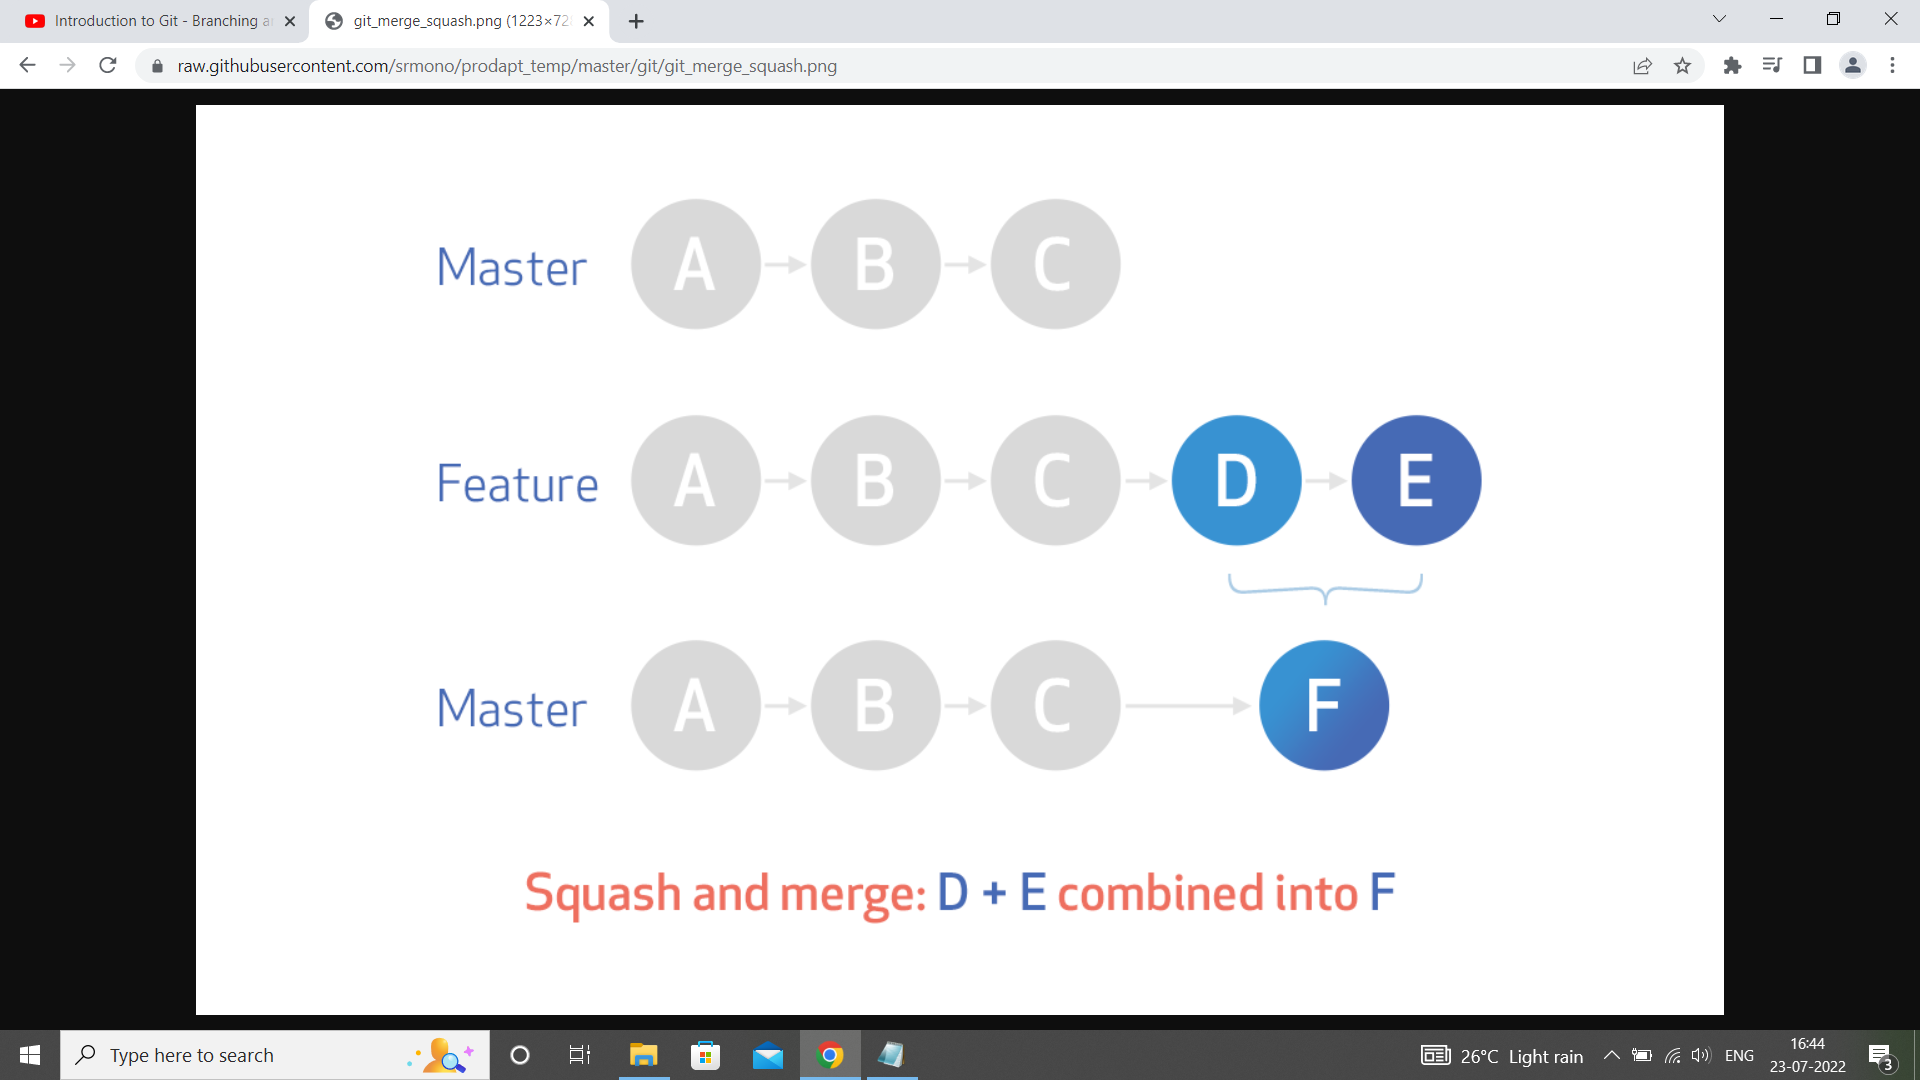 Introduction to Git - Branching a
git_merge_squash.png (1223×72
raw.githubusercontent.com/srmono/prodapt_temp/master/git/git_merge_squash.png
Master A B C
Feature A B C D E
Master A B C F
Squash and merge: D + E combined into F
Type here to search
26°C Light rain
ENG
16:44
23-07-2022
3